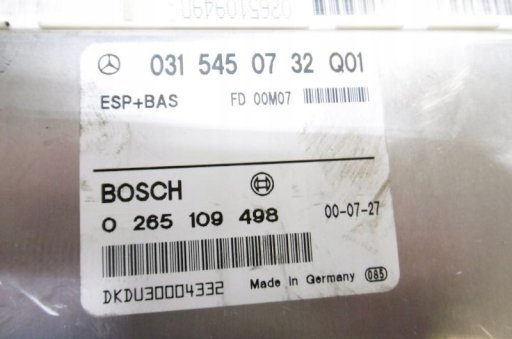 0265109490
031 545 07 32 Q01
ESP+BAS FD 00M07
BOSCH
0 265 109 498 00-07-27
DKDU30004332 Made in Germany 085